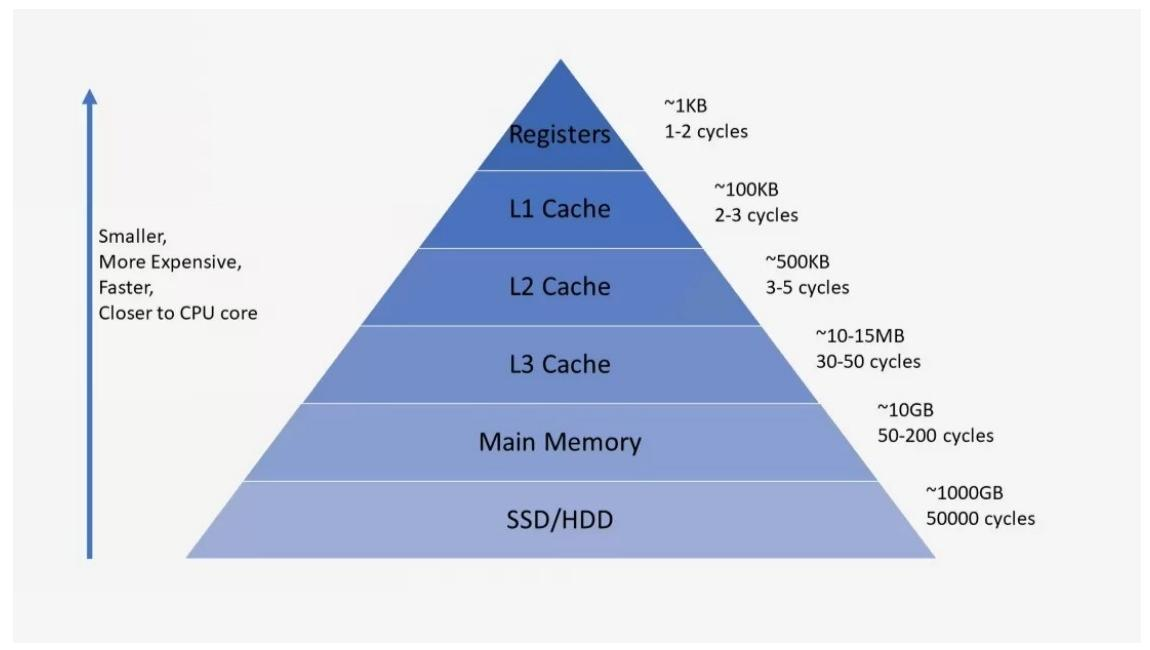 Smaller,
More Expensive,
Faster,
Closer to CPU core
Registers
~1KB
1-2 cycles
L1 Cache
~100KB
2-3 cycles
L2 Cache
~500KB
3-5 cycles
L3 Cache
~10-15MB
30-50 cycles
Main Memory
~10GB
50-200 cycles
SSD/HDD
~1000GB
50000 cycles